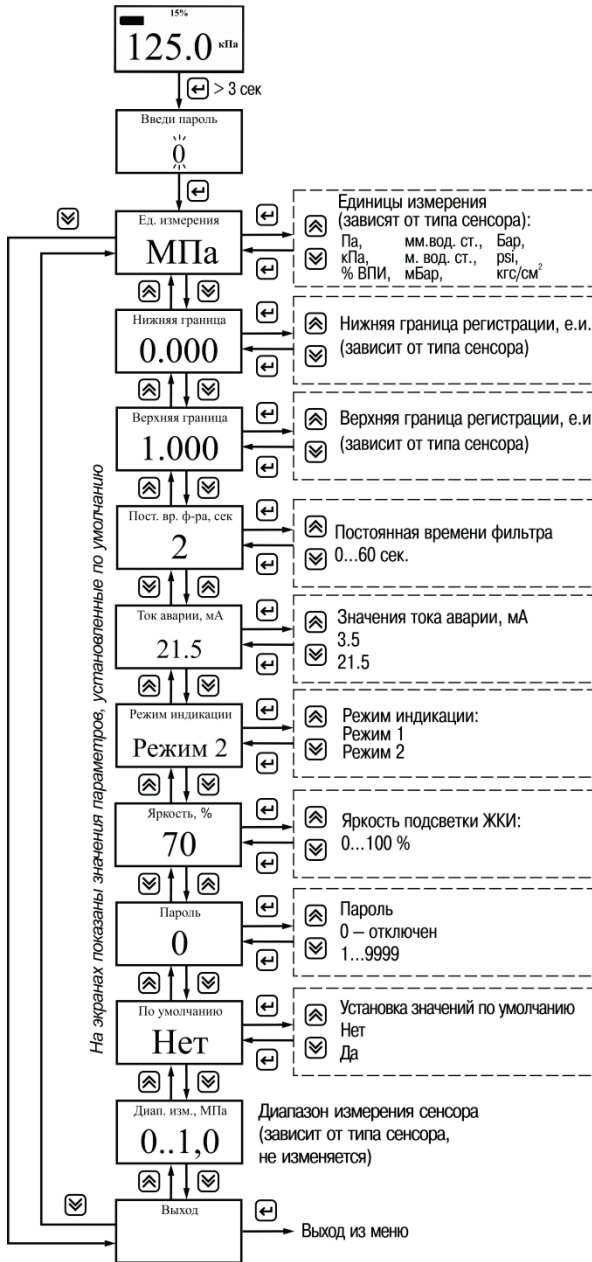 15%
125.0 кПа
> 3 сек
Введи пароль
0
Ед. измерения
МПа
Единицы измерения
(зависят от типа сенсора):
Па, мм.вод. ст., Бар,
кПа, м. вод. ст., psi,
% ВПИ, мБар, кгс/см²
Нижняя граница
0.000
Нижняя граница регистрации, е.и.
(зависит от типа сенсора)
Верхняя граница
1.000
Верхняя граница регистрации, е.и
(зависит от типа сенсора)
На экранах показаны значения параметров, установленные по умолчанию
Пост. вр. ф-ра, сек
2
Постоянная времени фильтра
0...60 сек.
Ток аварии, мА
21.5
Значения тока аварии, мА
3.5
21.5
Режим индикации
Режим 2
Режим индикации:
Режим 1
Режим 2
Яркость, %
70
Яркость подсветки ЖКИ:
0...100 %
Пароль
0
Пароль
0 – отключен
1...9999
По умолчанию
Нет
Установка значений по умолчанию
Нет
Да
Диап. изм., МПа
0..1,0
Диапазон измерения сенсора
(зависит от типа сенсора,
не изменяется)
Выход
Выход из меню